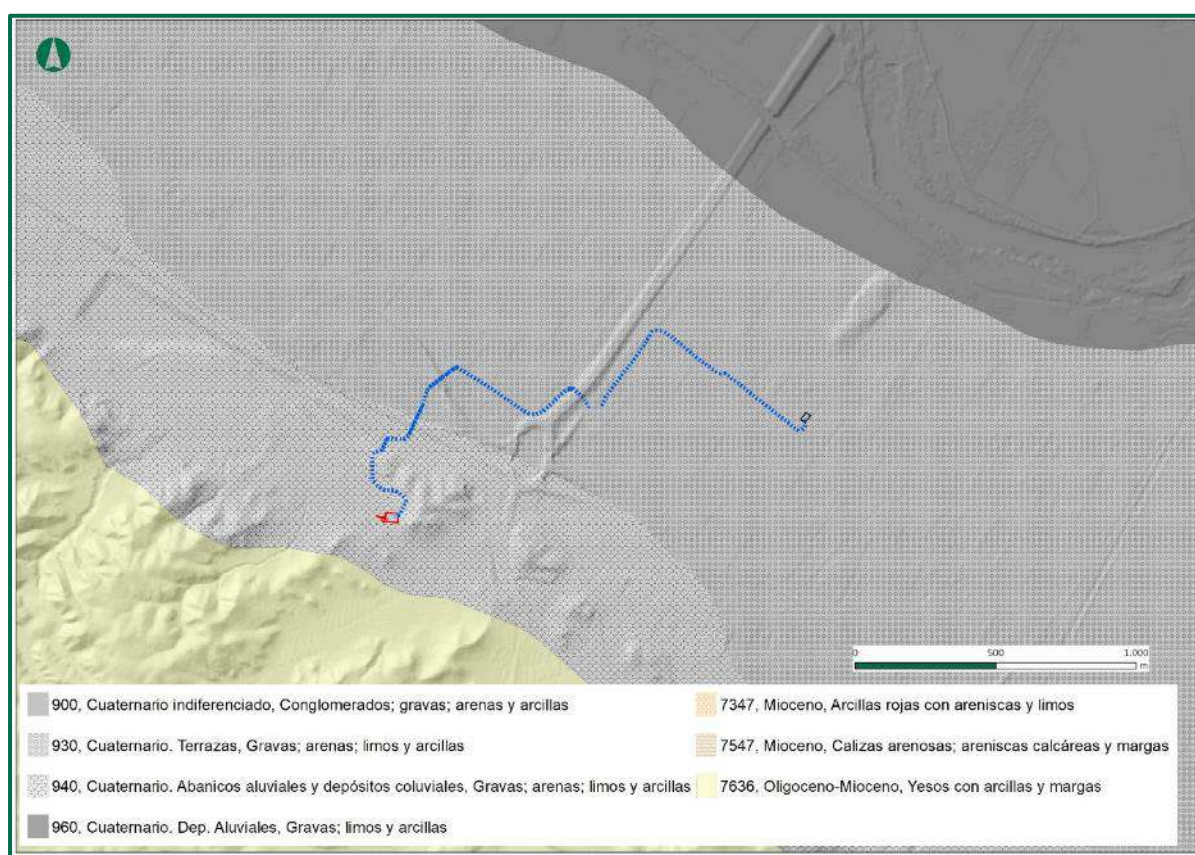 0 500 1.000
m
900, Cuaternario indiferenciado, Conglomerados; gravas; arenas y arcillas
930, Cuaternario. Terrazas, Gravas; arenas; limos y arcillas
940, Cuaternario. Abanicos aluviales y depósitos coluviales, Gravas; arenas; limos y arcillas
960, Cuaternario. Dep. Aluviales, Gravas; limos y arcillas
7347, Mioceno, Arcillas rojas con areniscas y limos
7547, Mioceno, Calizas arenosas; areniscas calcáreas y margas
7636, Oligoceno-Mioceno, Yesos con arcillas y margas